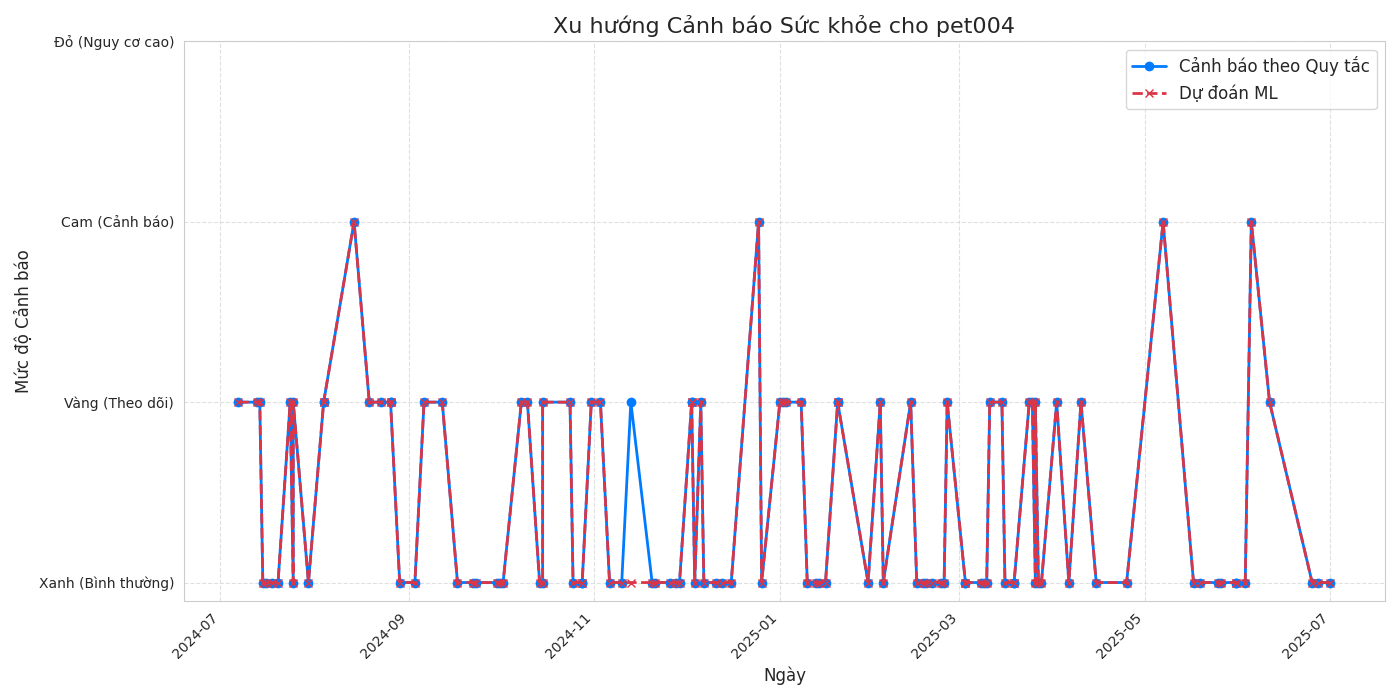 Xu hướng Cảnh báo Sức khỏe cho pet004
Đỏ (Nguy cơ cao)
Cam (Cảnh báo)
Vàng (Theo dõi)
Xanh (Bình thường)
Mức độ Cảnh báo
Cảnh báo theo Quy tắc
Dự đoán ML
2024-07
2024-09
2024-11
2025-01
2025-03
2025-05
2025-07
Ngày